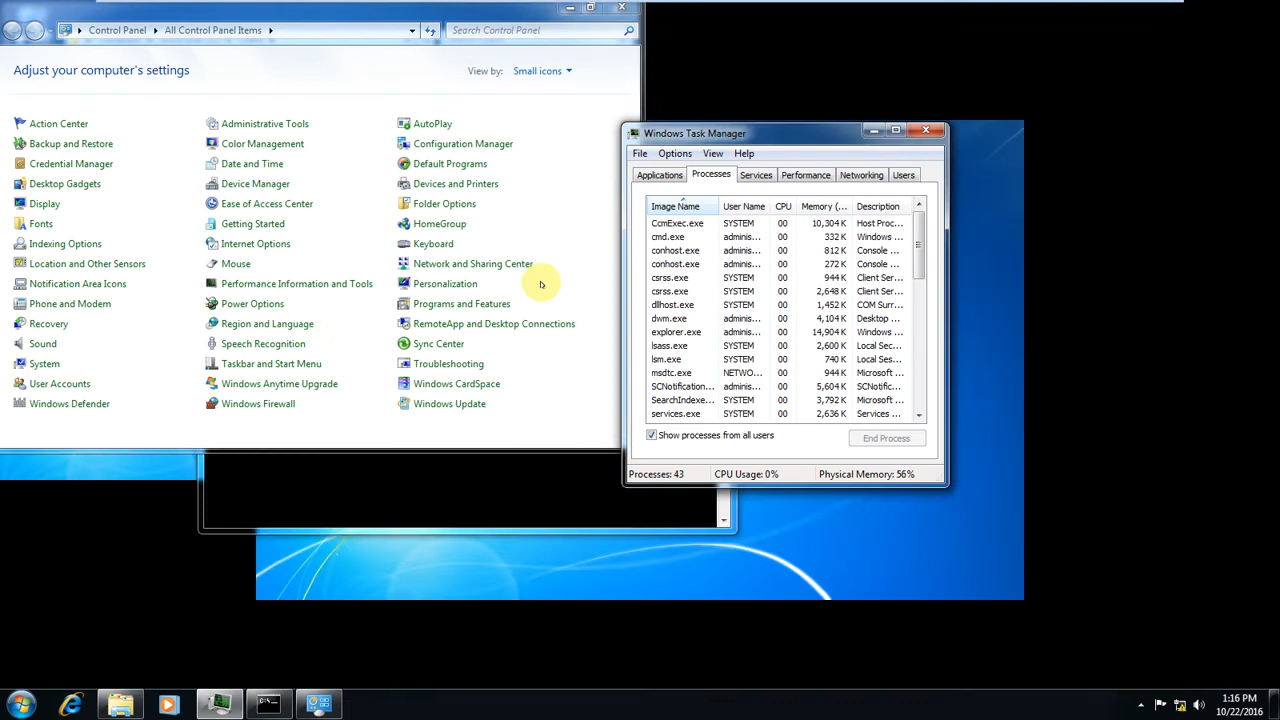 Control Panel
All Control Panel Items
Search Control Panel
Adjust your computer's settings
View by:
Small icons
Action Center
Administrative Tools
AutoPlay
Backup and Restore
Color Management
Configuration Manager
Credential Manager
Date and Time
Default Programs
Desktop Gadgets
Device Manager
Devices and Printers
Display
Ease of Access Center
Folder Options
Fonts
Getting Started
HomeGroup
Indexing Options
Internet Options
Keyboard
Location and Other Sensors
Mouse
Network and Sharing Center
Notification Area Icons
Performance Information and Tools
Personalization
Phone and Modem
Power Options
Programs and Features
Recovery
Region and Language
RemoteApp and Desktop Connections
Sound
Speech Recognition
Sync Center
System
Taskbar and Start Menu
Troubleshooting
User Accounts
Windows Anytime Upgrade
Windows CardSpace
Windows Defender
Windows Firewall
Windows Update
Windows Task Manager
File Options View Help
Applications Processes Services Performance Networking Users
Image Name User Name CPU Memory (... Description
CcmExec.exe SYSTEM 00 10,304 K Host Proc...
cmd.exe adminis... 00 332 K Windows ...
conhost.exe adminis... 00 812 K Console ...
conhost.exe adminis... 00 272 K Console ...
csrss.exe SYSTEM 00 944 K Client Ser...
csrss.exe SYSTEM 00 2,648 K Client Ser...
dllhost.exe SYSTEM 00 1,452 K COM Surr...
dwm.exe adminis... 00 4,104 K Desktop ...
explorer.exe adminis... 00 14,904 K Windows ...
lsass.exe SYSTEM 00 2,600 K Local Sec...
lsm.exe SYSTEM 00 740 K Local Ses...
msdtc.exe NETWO... 00 944 K Microsoft ...
SCNotification... adminis... 00 5,604 K SCNotific...
SearchIndexe... SYSTEM 00 3,792 K Microsoft ...
services.exe SYSTEM 00 2,636 K Services ...
Show processes from all users
End Process
Processes: 43 CPU Usage: 0% Physical Memory: 56%
1:16 PM
10/22/2016